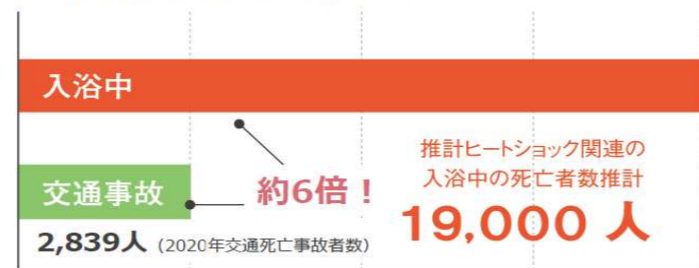 入浴中
推計ヒートショック関連の
入浴中の死亡者数推計
19,000 人
約6倍！
交通事故
2,839人（2020年交通死亡事故者数）